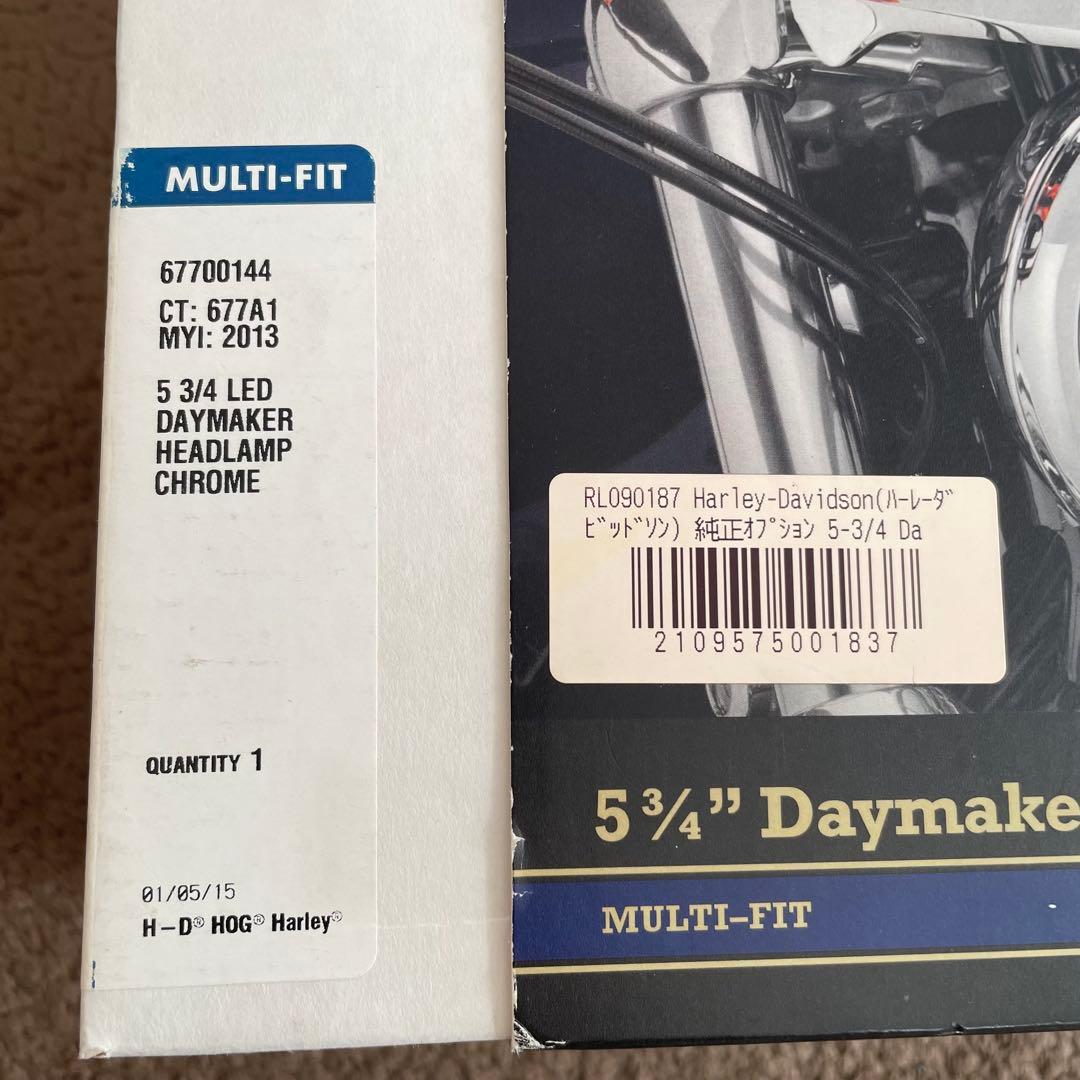 MULTI-FIT
67700144
CT: 677A1
MYI: 2013
5 3/4 LED
DAYMAKER
HEADLAMP
CHROME
QUANTITY 1
01/05/15
H-D® HOG® Harley®
RL090187 Harley-Davidson(ﾊｰﾚｰﾀﾞ
ﾋﾞｯﾄﾞｿﾝ) 純正ｵﾌﾟｼｮﾝ 5-3/4 Da
2109575001837
5 ¾” Daymake
MULTI–FIT